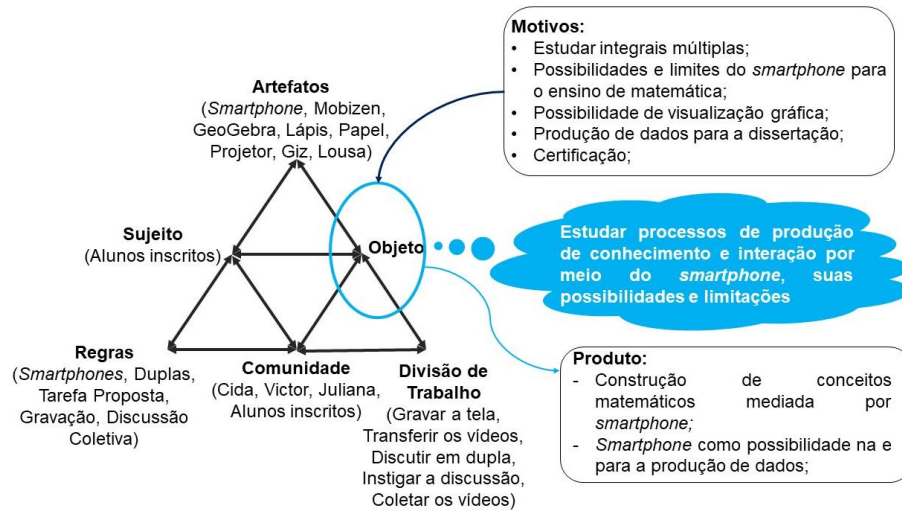 Motivos:
• Estudar integrais múltiplas;
• Possibilidades e limites do smartphone para
o ensino de matemática;
• Possibilidade de visualização gráfica;
• Produção de dados para a dissertação;
• Certificação;
Artefatos
(Smartphone, Mobizen,
GeoGebra, Lápis, Papel,
Projetor, Giz, Lousa)
Sujeito
(Alunos inscritos)
Objeto
Estudar processos de produção
de conhecimento e interação por
meio do smartphone, suas
possibilidades e limitações
Regras
(Smartphones, Duplas,
Tarefa Proposta,
Gravação, Discussão
Coletiva)
Comunidade
(Cida, Victor, Juliana,
Alunos inscritos)
Divisão de
Trabalho
(Gravar a tela,
Transferir os vídeos,
Discutir em dupla,
Instigar a discussão,
Coletar os vídeos)
Produto:
- Construção de conceitos
matemáticos mediada por
smartphone;
- Smartphone como possibilidade na e
para a produção de dados;